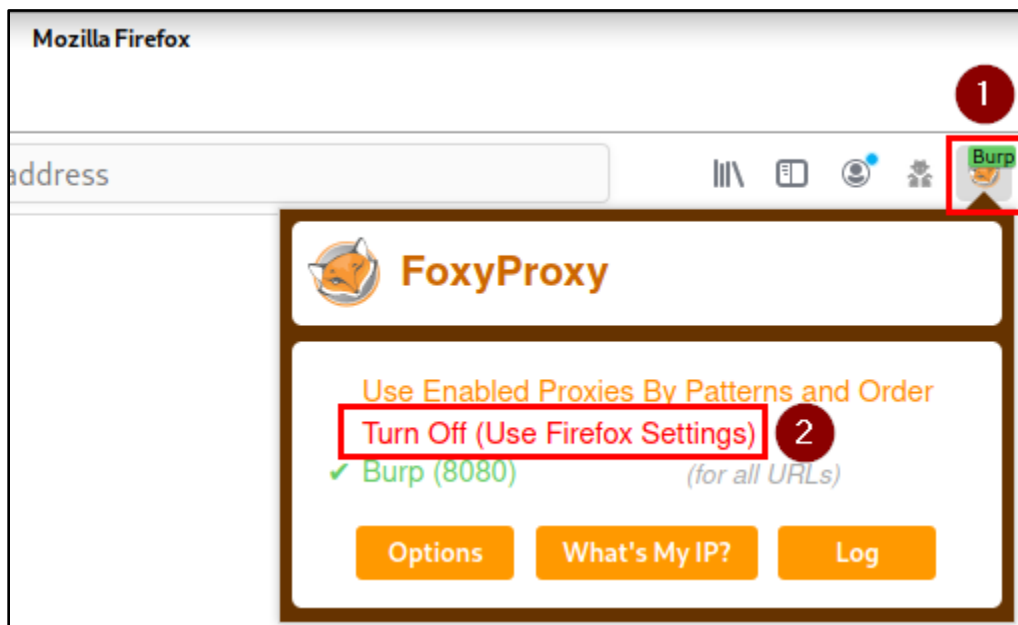 Mozilla Firefox
1
address
Burp
FoxyProxy
Use Enabled Proxies By Patterns and Order
Turn Off (Use Firefox Settings) 2
✔ Burp (8080) (for all URLs)
Options What's My IP? Log